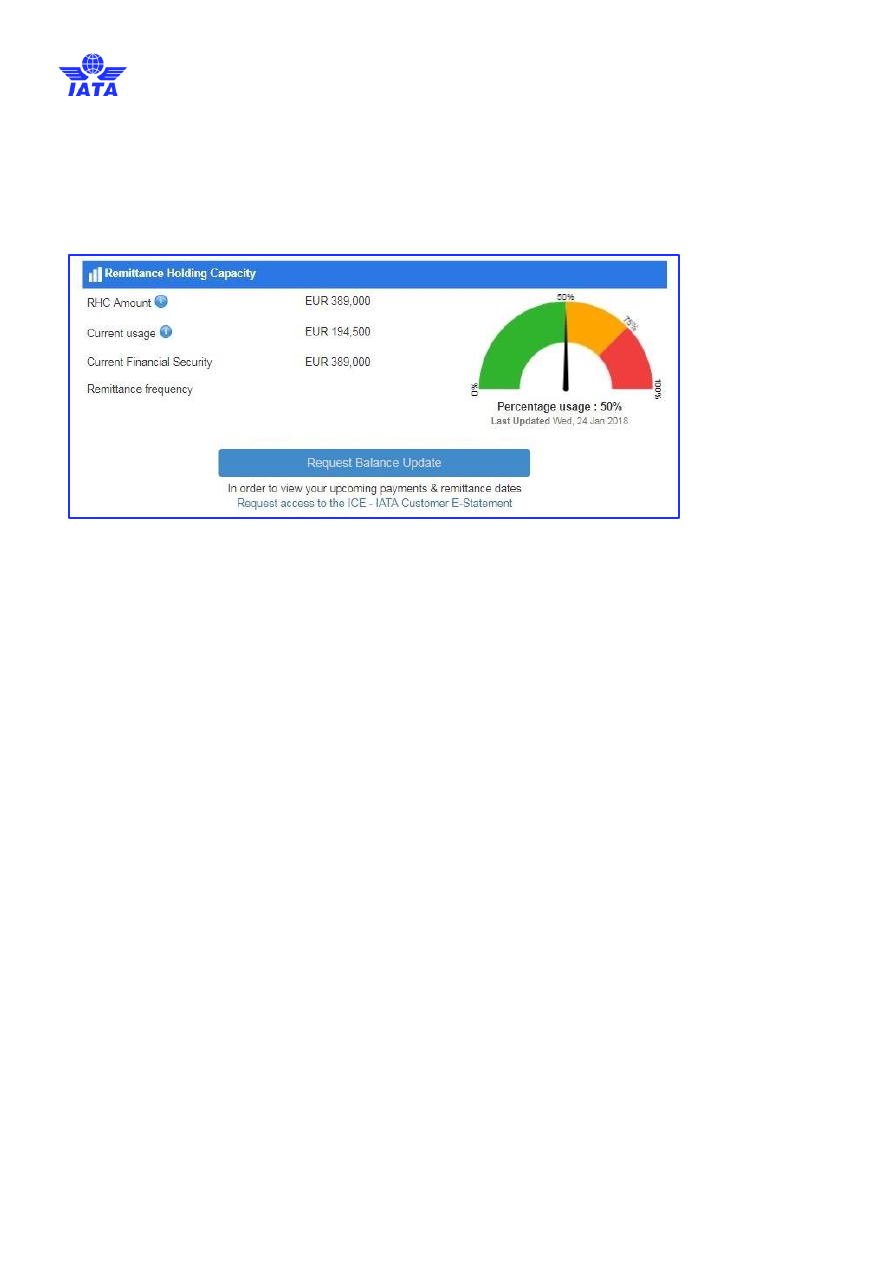 IATA
Remittance Holding Capacity
RHC Amount EUR 389,000
Current usage EUR 194,500
Current Financial Security EUR 389,000
Remittance frequency
0%
50%
75%
100%
Percentage usage : 50%
Last Updated Wed, 24 Jan 2018
Request Balance Update
In order to view your upcoming payments & remittance dates
Request access to the ICE - IATA Customer E-Statement